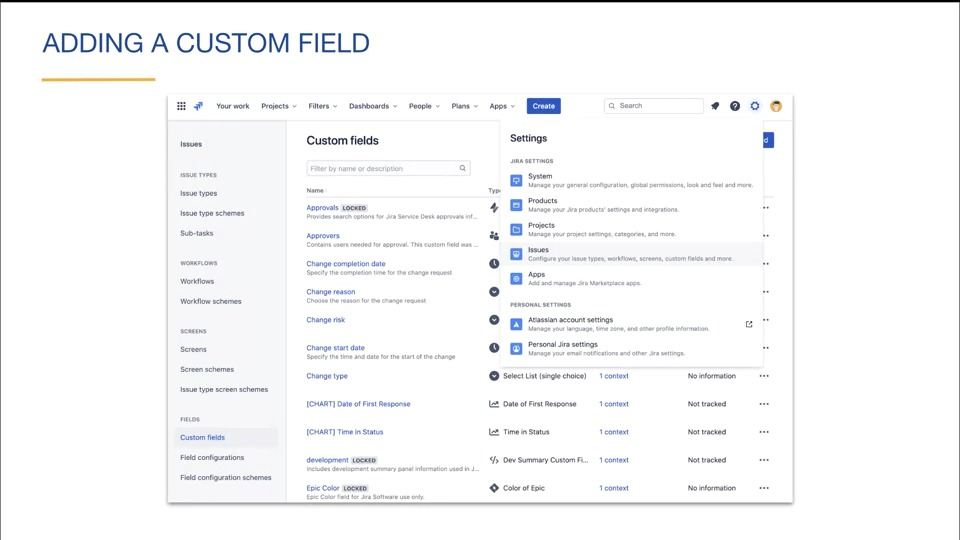 ADDING A CUSTOM FIELD
Your work Projects Filters Dashboards People Plans Apps Create Search
Issues
ISSUE TYPES
Issue types
Issue type schemes
Sub-tasks
WORKFLOWS
Workflows
Workflow schemes
SCREENS
Screens
Screen schemes
Issue type screen schemes
FIELDS
Custom fields
Field configurations
Field configuration schemes
Custom fields
Filter by name or description
Name
Approvals LOCKED
Provides search options for Jira Service Desk approvals inf...
Approvers
Contains users needed for approval. This custom field was ...
Change completion date
Specify the completion time for the change request
Change reason
Choose the reason for the change request
Change risk
Change start date
Specify the time and date for the start of the change
Change type Select List (single choice) 1 context No information
[CHART] Date of First Response Date of First Response 1 context Not tracked
[CHART] Time in Status Time in Status 1 context Not tracked
development LOCKED Dev Summary Custom Fi... 1 context Not tracked
Includes development summary panel information used in J...
Epic Color LOCKED Color of Epic 1 context No information
Epic Color field for Jira Software use only.
Settings
JIRA SETTINGS
System
Manage your general configuration, global permissions, look and feel and more.
Products
Manage your Jira products' settings and integrations.
Projects
Manage your project settings, categories, and more.
Issues
Configure your issue types, workflows, screens, custom fields and more.
Apps
Add and manage Jira Marketplace apps.
PERSONAL SETTINGS
Atlassian account settings
Manage your language, time zone, and other profile information.
Personal Jira settings
Manage your email notifications and other Jira settings.